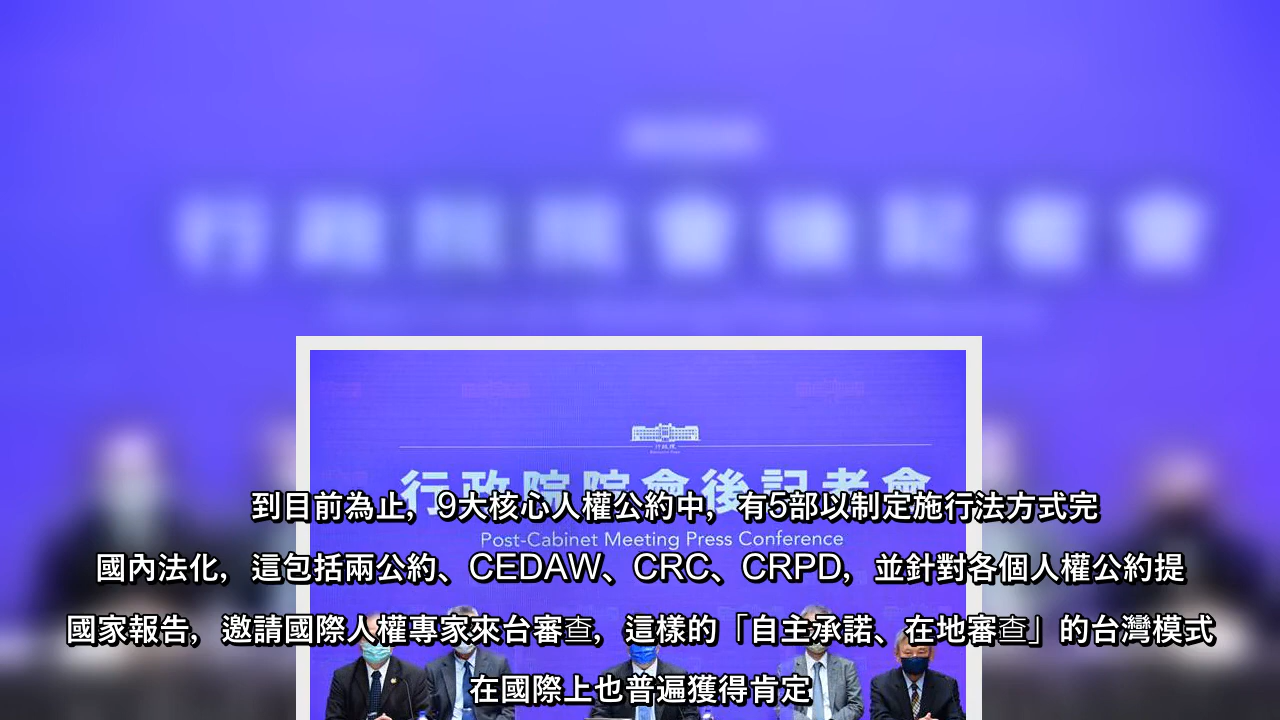 行政院
行政院院會後記者會
Post-Cabinet Meeting Press Conference
到目前為止，9大核心人權公約中，有5部以制定施行法方式完
國內法化，這包括兩公約、CEDAW、CRC、CRPD，並針對各個人權公約提
國家報告，邀請國際人權專家來台審查，這樣的「自主承諾、在地審查」的台灣模式
在國際上也普遍獲得肯定